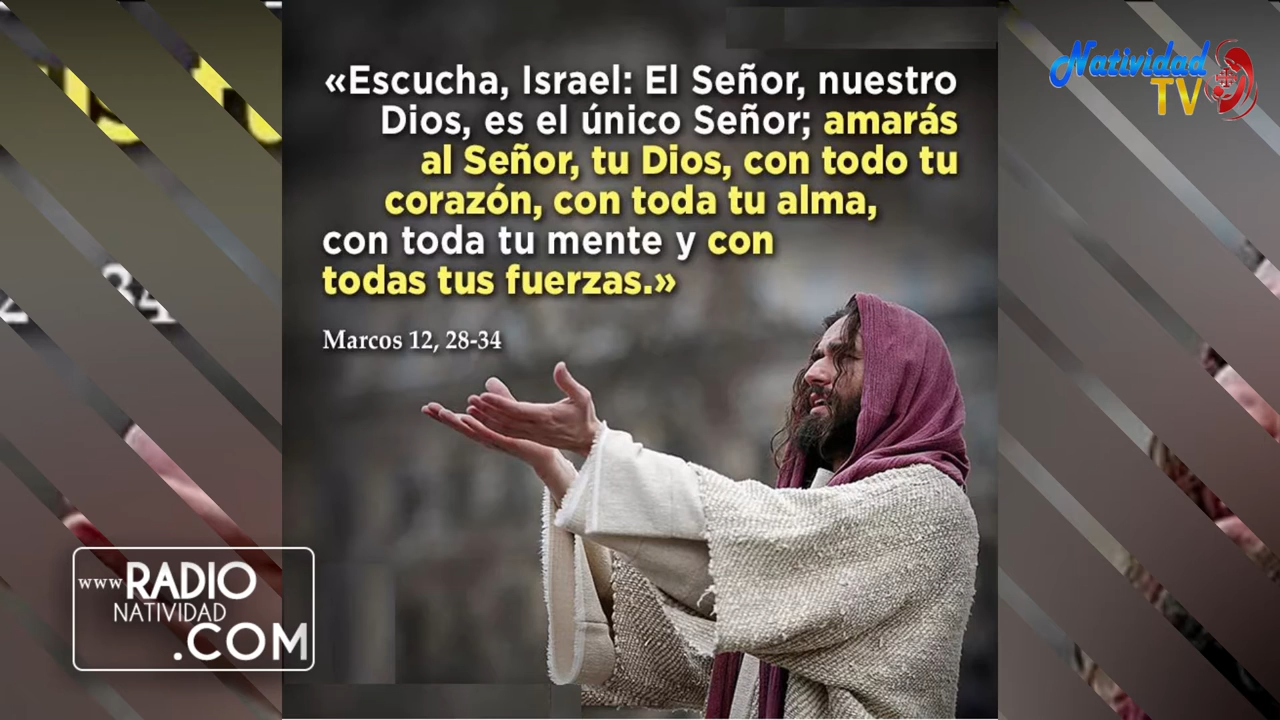 «Escucha, Israel: El Señor, nuestro
Dios, es el único Señor; amarás
al Señor, tu Dios, con todo tu
corazón, con toda tu alma,
con toda tu mente y con
todas tus fuerzas.»
Marcos 12, 28-34
Natividad
TV
www RADIO
NATIVIDAD
.COM